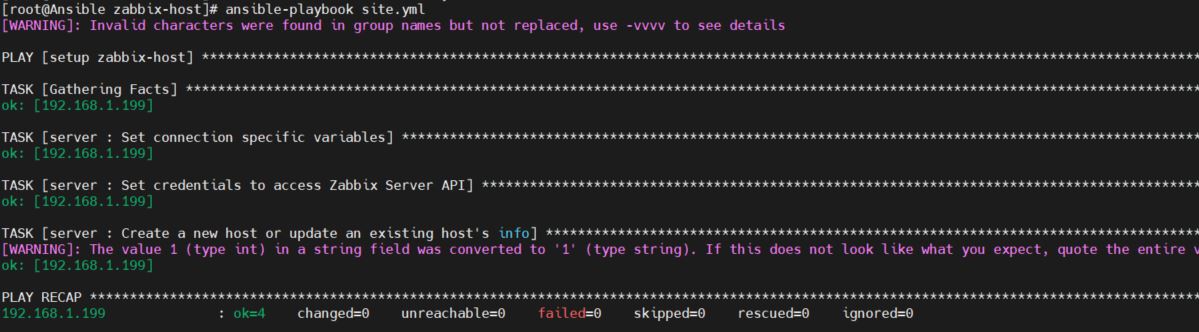 [root@Ansible zabbix-host]# ansible-playbook site.yml
[WARNING]: Invalid characters were found in group names but not replaced, use -vvvv to see details
PLAY [setup zabbix-host] *****************************************************************************************************************************
TASK [Gathering Facts] *******************************************************************************************************************************
ok: [192.168.1.199]
TASK [server : Set connection specific variables] ****************************************************************************************************
ok: [192.168.1.199]
TASK [server : Set credentials to access Zabbix Server API] ******************************************************************************************
ok: [192.168.1.199]
TASK [server : Create a new host or update an existing host's info] **********************************************************************************
[WARNING]: The value 1 (type int) in a string field was converted to '1' (type string). If this does not look like what you expect, quote the entire
ok: [192.168.1.199]
PLAY RECAP *******************************************************************************************************************************************
192.168.1.199 : ok=4 changed=0 unreachable=0 failed=0 skipped=0 rescued=0 ignored=0